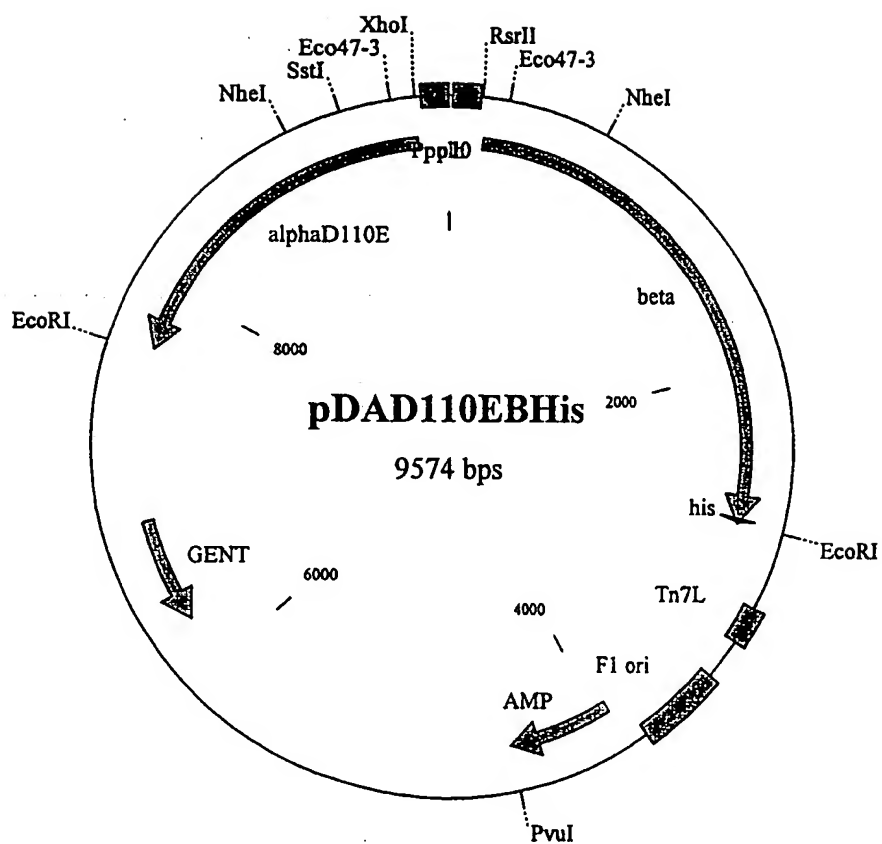 XhoI
RsrII
Eco47-3
Eco47-3
SstI
NheI
NheI
alphaD110E
beta
EcoRI
8000
pDAD110EBHis
2000
9574 bps
his
EcoRI
GENT
6000
Tn7L
4000
F1 ori
AMP
PvuI